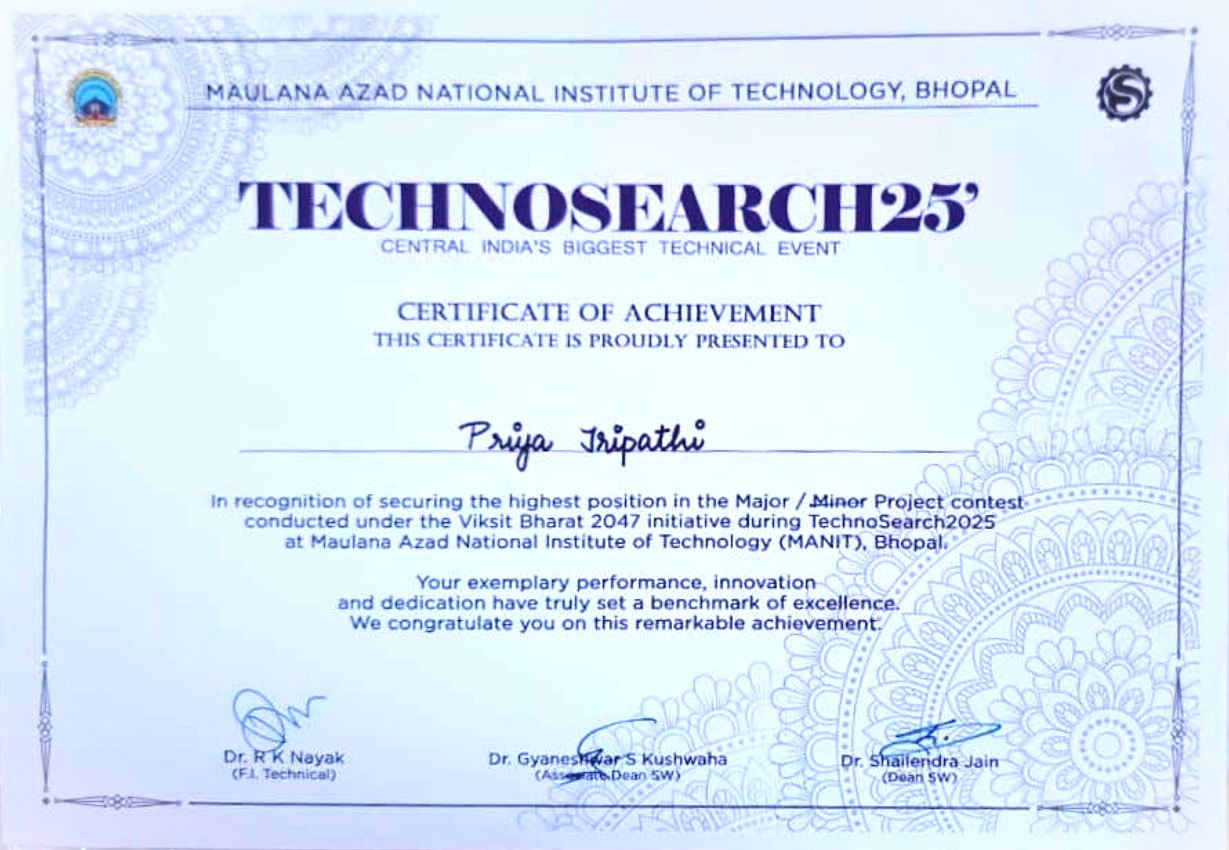 MAULANA AZAD NATIONAL INSTITUTE OF TECHNOLOGY, BHOPAL
S
TECHNOSEARCH25’
CENTRAL INDIA'S BIGGEST TECHNICAL EVENT
CERTIFICATE OF ACHIEVEMENT
THIS CERTIFICATE IS PROUDLY PRESENTED TO
Priya Tripathi
In recognition of securing the highest position in the Major / Minor Project contest
conducted under the Viksit Bharat 2047 initiative during TechnoSearch2025
at Maulana Azad National Institute of Technology (MANIT), Bhopal.
Your exemplary performance, innovation
and dedication have truly set a benchmark of excellence.
We congratulate you on this remarkable achievement.
Dr. R K Nayak
(F.I. Technical)
Dr. Gyaneshwar S Kushwaha
(Associate Dean SW)
Dr. Shailendra Jain
(Dean SW)